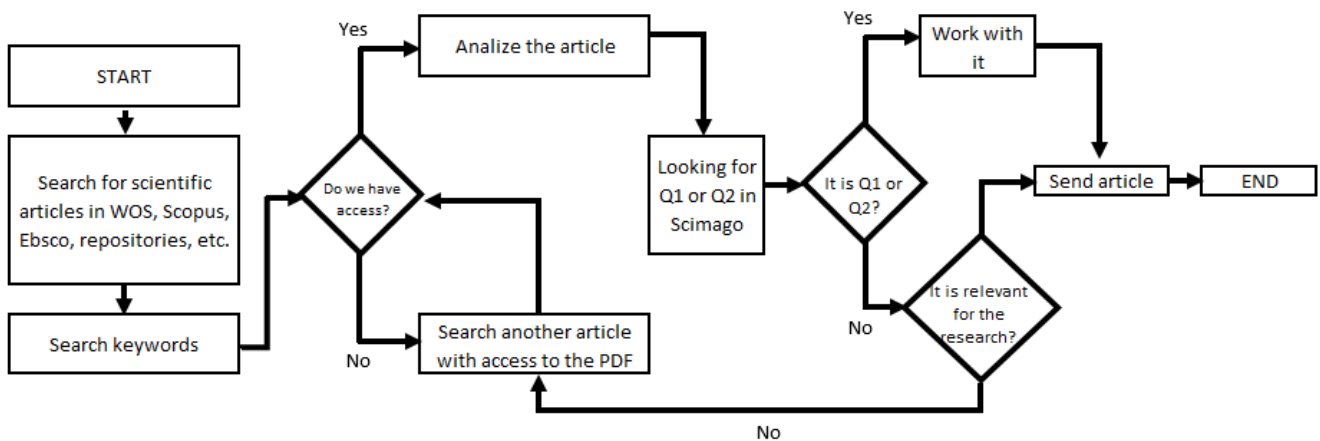 START
Search for scientific
articles in WOS, Scopus,
Ebsco, repositories, etc.
Search keywords
Do we have
access?
Yes
No
Analize the article
Search another article
with access to the PDF
Looking for
Q1 or Q2 in
Scimago
It is Q1 or
Q2?
Yes
No
Work with
it
It is relevant
for the
research?
No
Send article
END